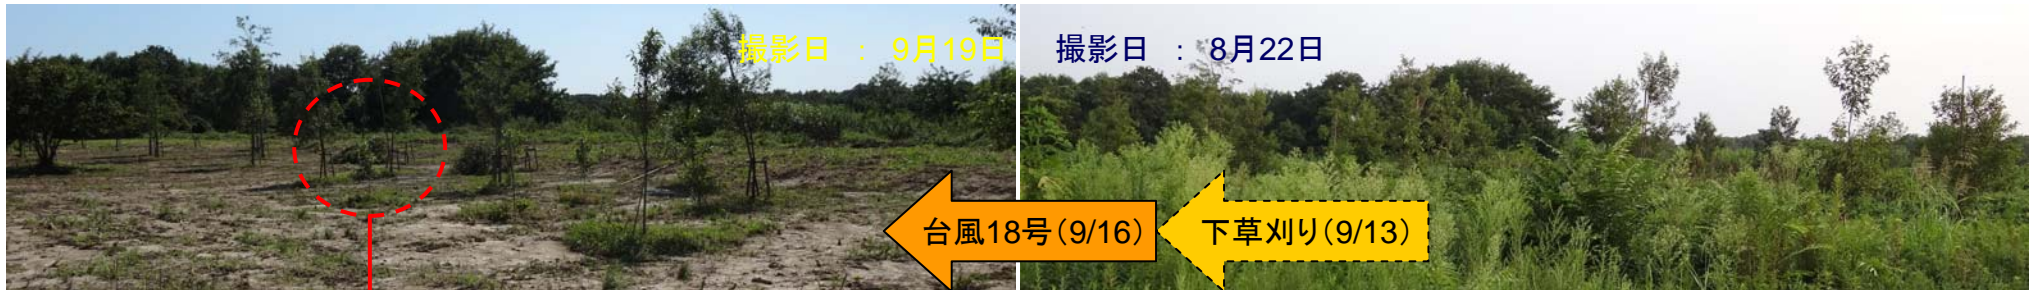 撮影日 : 9月19日
撮影日 : 8月22日
台風18号(9/16)
下草刈り(9/13)